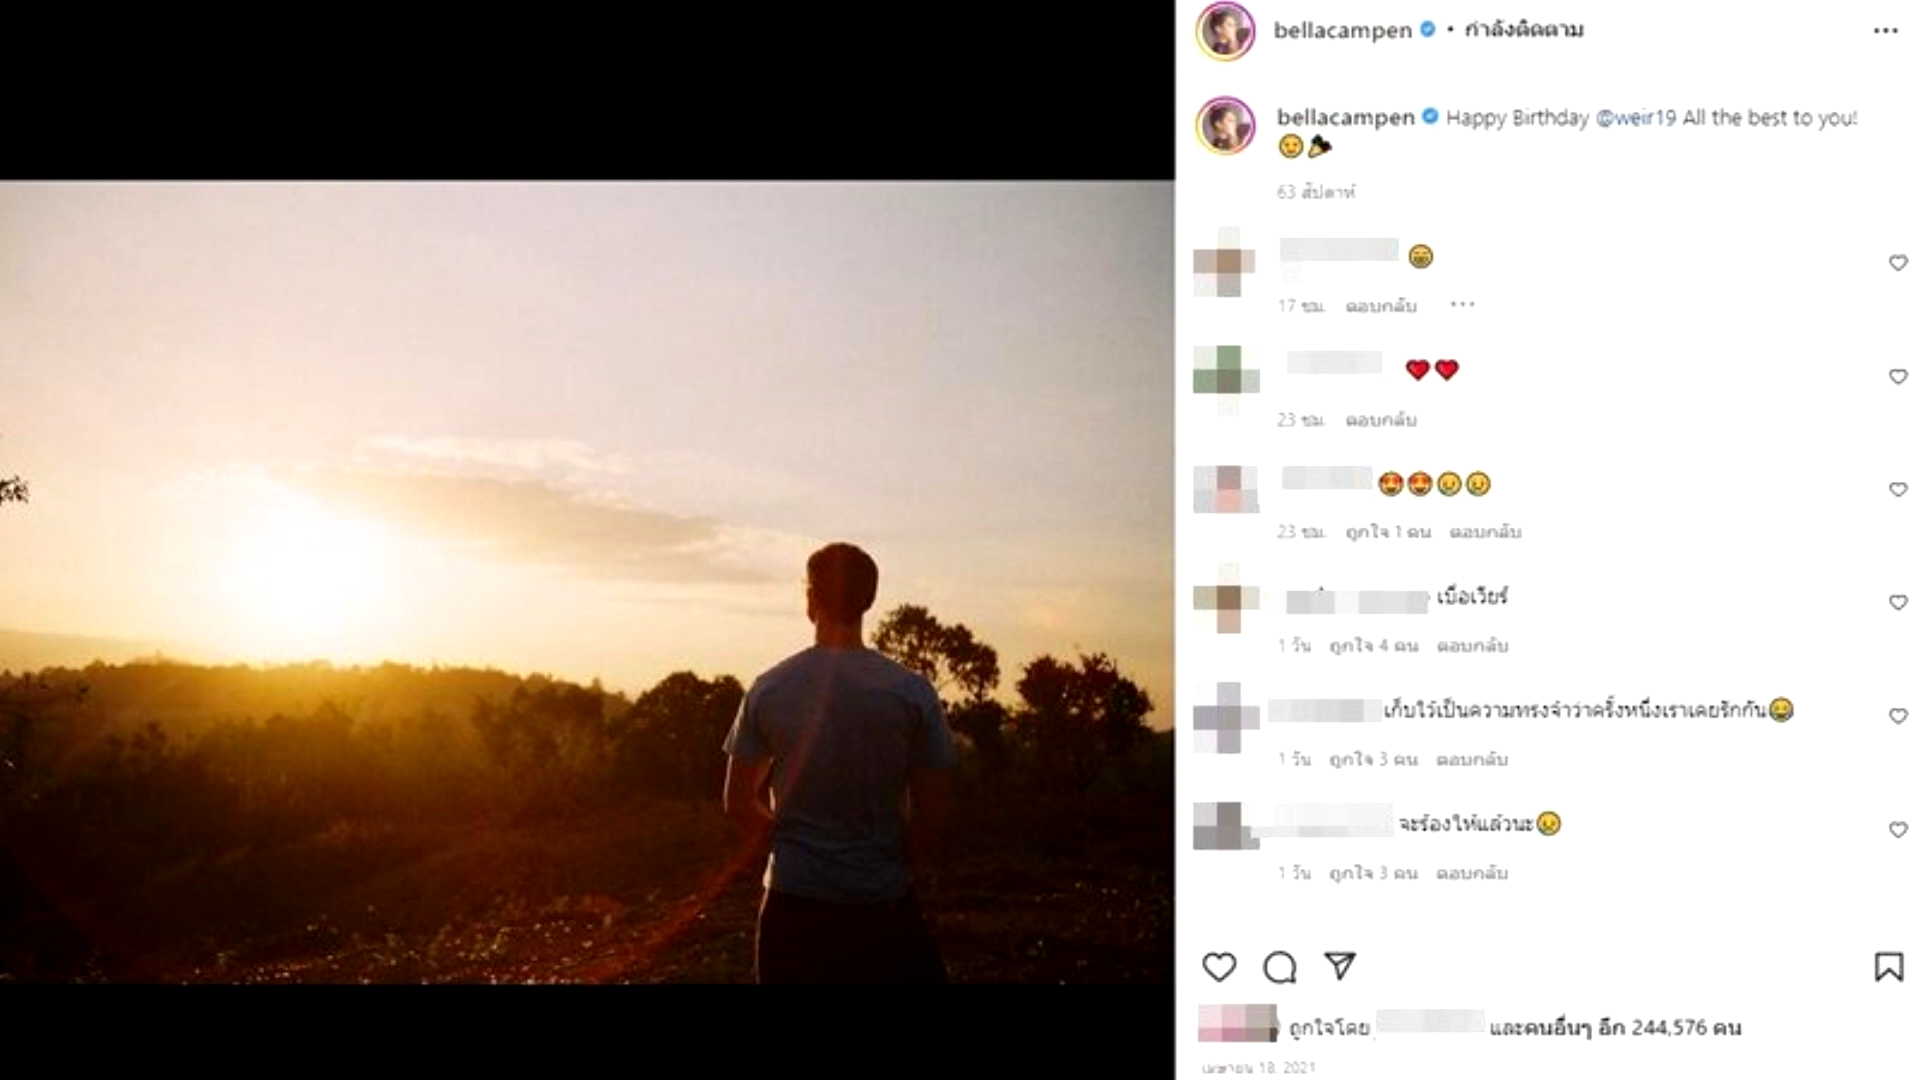 bellacampen • กำลังติดตาม
bellacampen Happy Birthday @weir19 All the best to you!
63 สัปดาห์
17 ชม. ตอบกลับ
23 ชม. ตอบกลับ
23 ชม. ถูกใจ 1 คน ตอบกลับ
เบื่อเวียร์
1 วัน ถูกใจ 4 คน ตอบกลับ
เก็บไว้เป็นความทรงจำว่าครั้งหนึ่งเราเคยรักกัน
1 วัน ถูกใจ 3 คน ตอบกลับ
จะร้องไห้แล้วนะ
1 วัน ถูกใจ 3 คน ตอบกลับ
ถูกใจโดย และคนอื่นๆ อีก 244,576 คน
เมษายน 18, 2021